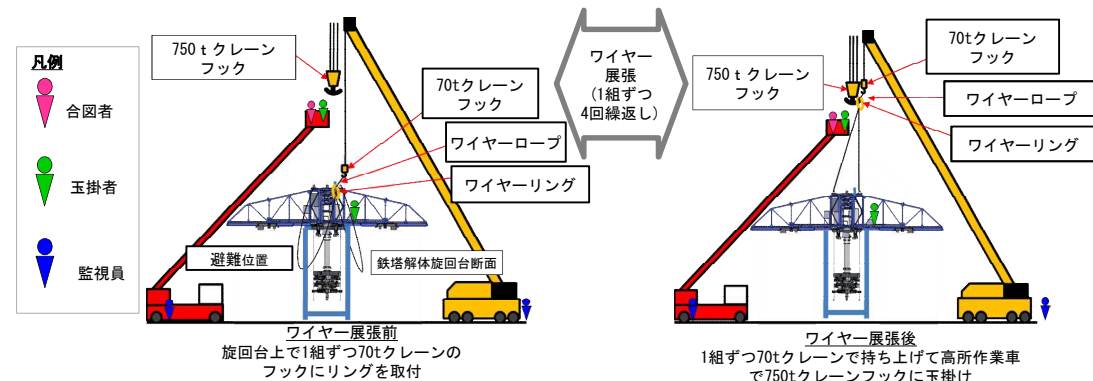 凡例
合図者
玉掛者
監視員
750ｔクレーン
フック
70tクレーン
フック
ワイヤーロープ
ワイヤーリング
避難位置
鉄塔解体旋回台断面
ワイヤー展張前
旋回台上で1組ずつ70tクレーンの
フックにリングを取付
ワイヤー
展張
(1組ずつ
4回繰返し)
750ｔクレーン
フック
70tクレーン
フック
ワイヤーロープ
ワイヤーリング
ワイヤー展張後
1組ずつ70tクレーンで持ち上げて高所作業車
で750tクレーンフックに玉掛け